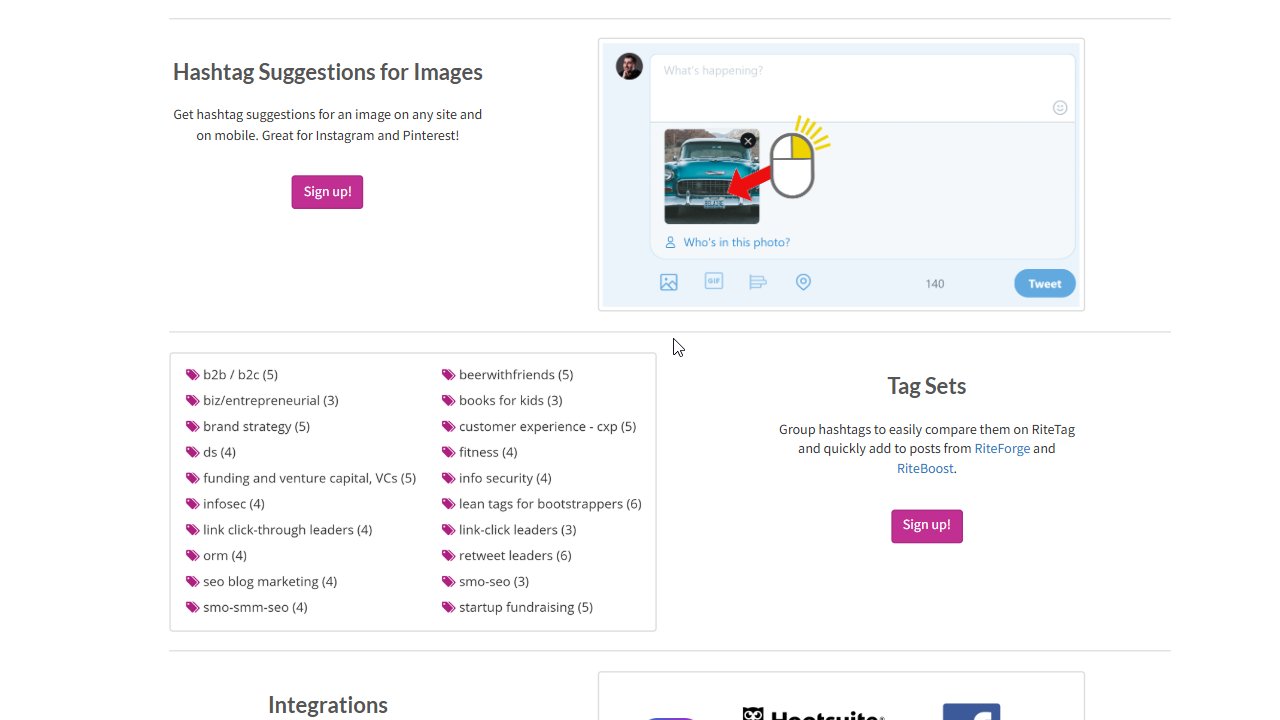 Hashtag Suggestions for Images
Get hashtag suggestions for an image on any site and
on mobile. Great for Instagram and Pinterest!
Sign up!
What's happening?
Who's in this photo?
GIF
140
Tweet
b2b / b2c (5)
biz/entrepreneurial (3)
brand strategy (5)
ds (4)
funding and venture capital, VCs (5)
infosec (4)
link click-through leaders (4)
orm (4)
seo blog marketing (4)
smo-smm-seo (4)
beerwithfriends (5)
books for kids (3)
customer experience - cxp (5)
fitness (4)
info security (4)
lean tags for bootstrappers (6)
link-click leaders (3)
retweet leaders (6)
smo-seo (3)
startup fundraising (5)
Tag Sets
Group hashtags to easily compare them on RiteTag
and quickly add to posts from RiteForge and
RiteBoost.
Sign up!
Integrations
Hootsuite